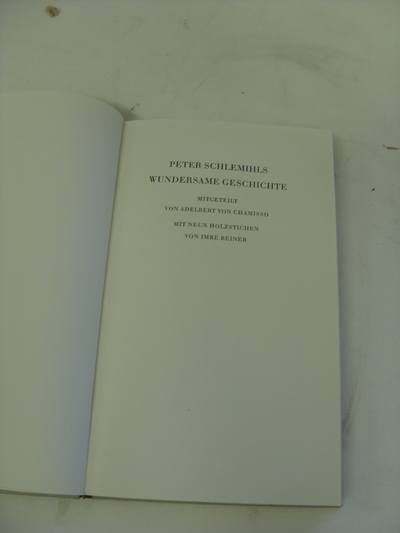 PETER SCHLEMIHLS
WUNDERSAME GESCHICHTE
MITGETEILT
VON ADELBERT VON CHAMISSO
MIT NEUN HOLZSTICHEN
VON IMRE REINER